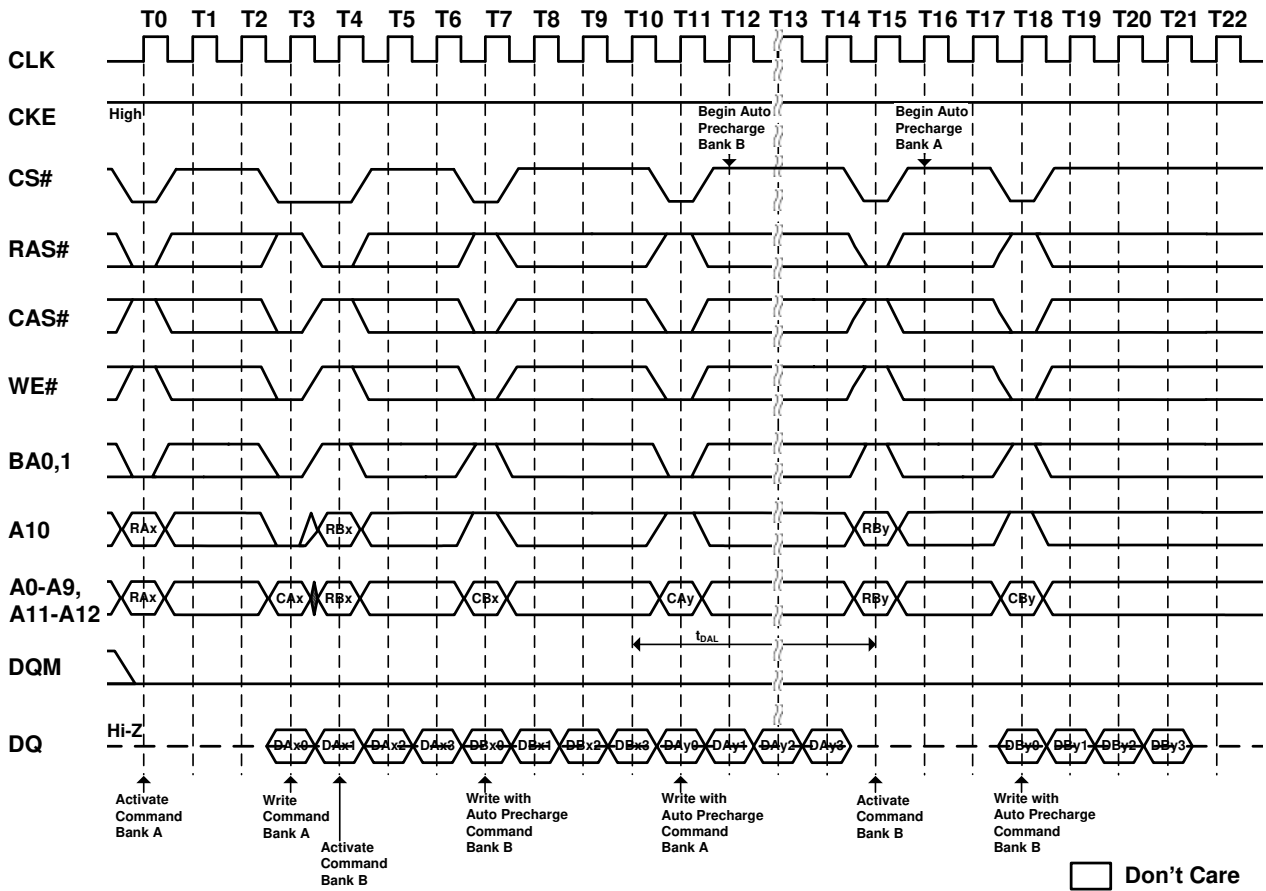 T0 T1 T2 T3 T4 T5 T6 T7 T8 T9 T10 T11 T12 T13 T14 T15 T16 T17 T18 T19 T20 T21 T22
CLK
CKE
High
Begin Auto
Precharge
Bank B
Begin Auto
Precharge
Bank A
CS#
RAS#
CAS#
WE#
BA0,1
A10
RAx RBx RBy
A0-A9,
A11-A12
RAx CAx RBx CBx CAy RBy CBy
tDAL
DQM
Hi-Z
DQ
DAx0 DAx1 DAx2 DAx3 DBx0 DBx1 DBx2 DBx3 DAy0 DAy1 DAy2 DAy3 DBy0 DBy1 DBy2 DBy3
Activate
Command
Bank A
Write
Command
Bank A
Activate
Command
Bank B
Write with
Auto Precharge
Command
Bank B
Write with
Auto Precharge
Command
Bank A
Activate
Command
Bank B
Write with
Auto Precharge
Command
Bank B
Don't Care